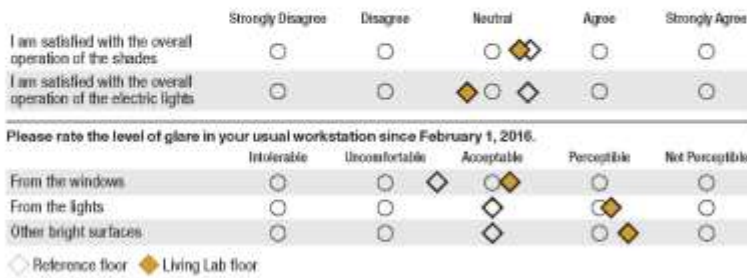 Strongly Disagree Disagree Neutral Agree Strongly Agree
I am satisfied with the overall
operation of the shades
I am satisfied with the overall
operation of the electric lights
Please rate the level of glare in your usual workstation since February 1, 2016.
Intolerable Uncomfortable Acceptable Perceptible Not Perceptible
From the windows
From the lights
Other bright surfaces
Reference floor Living Lab floor